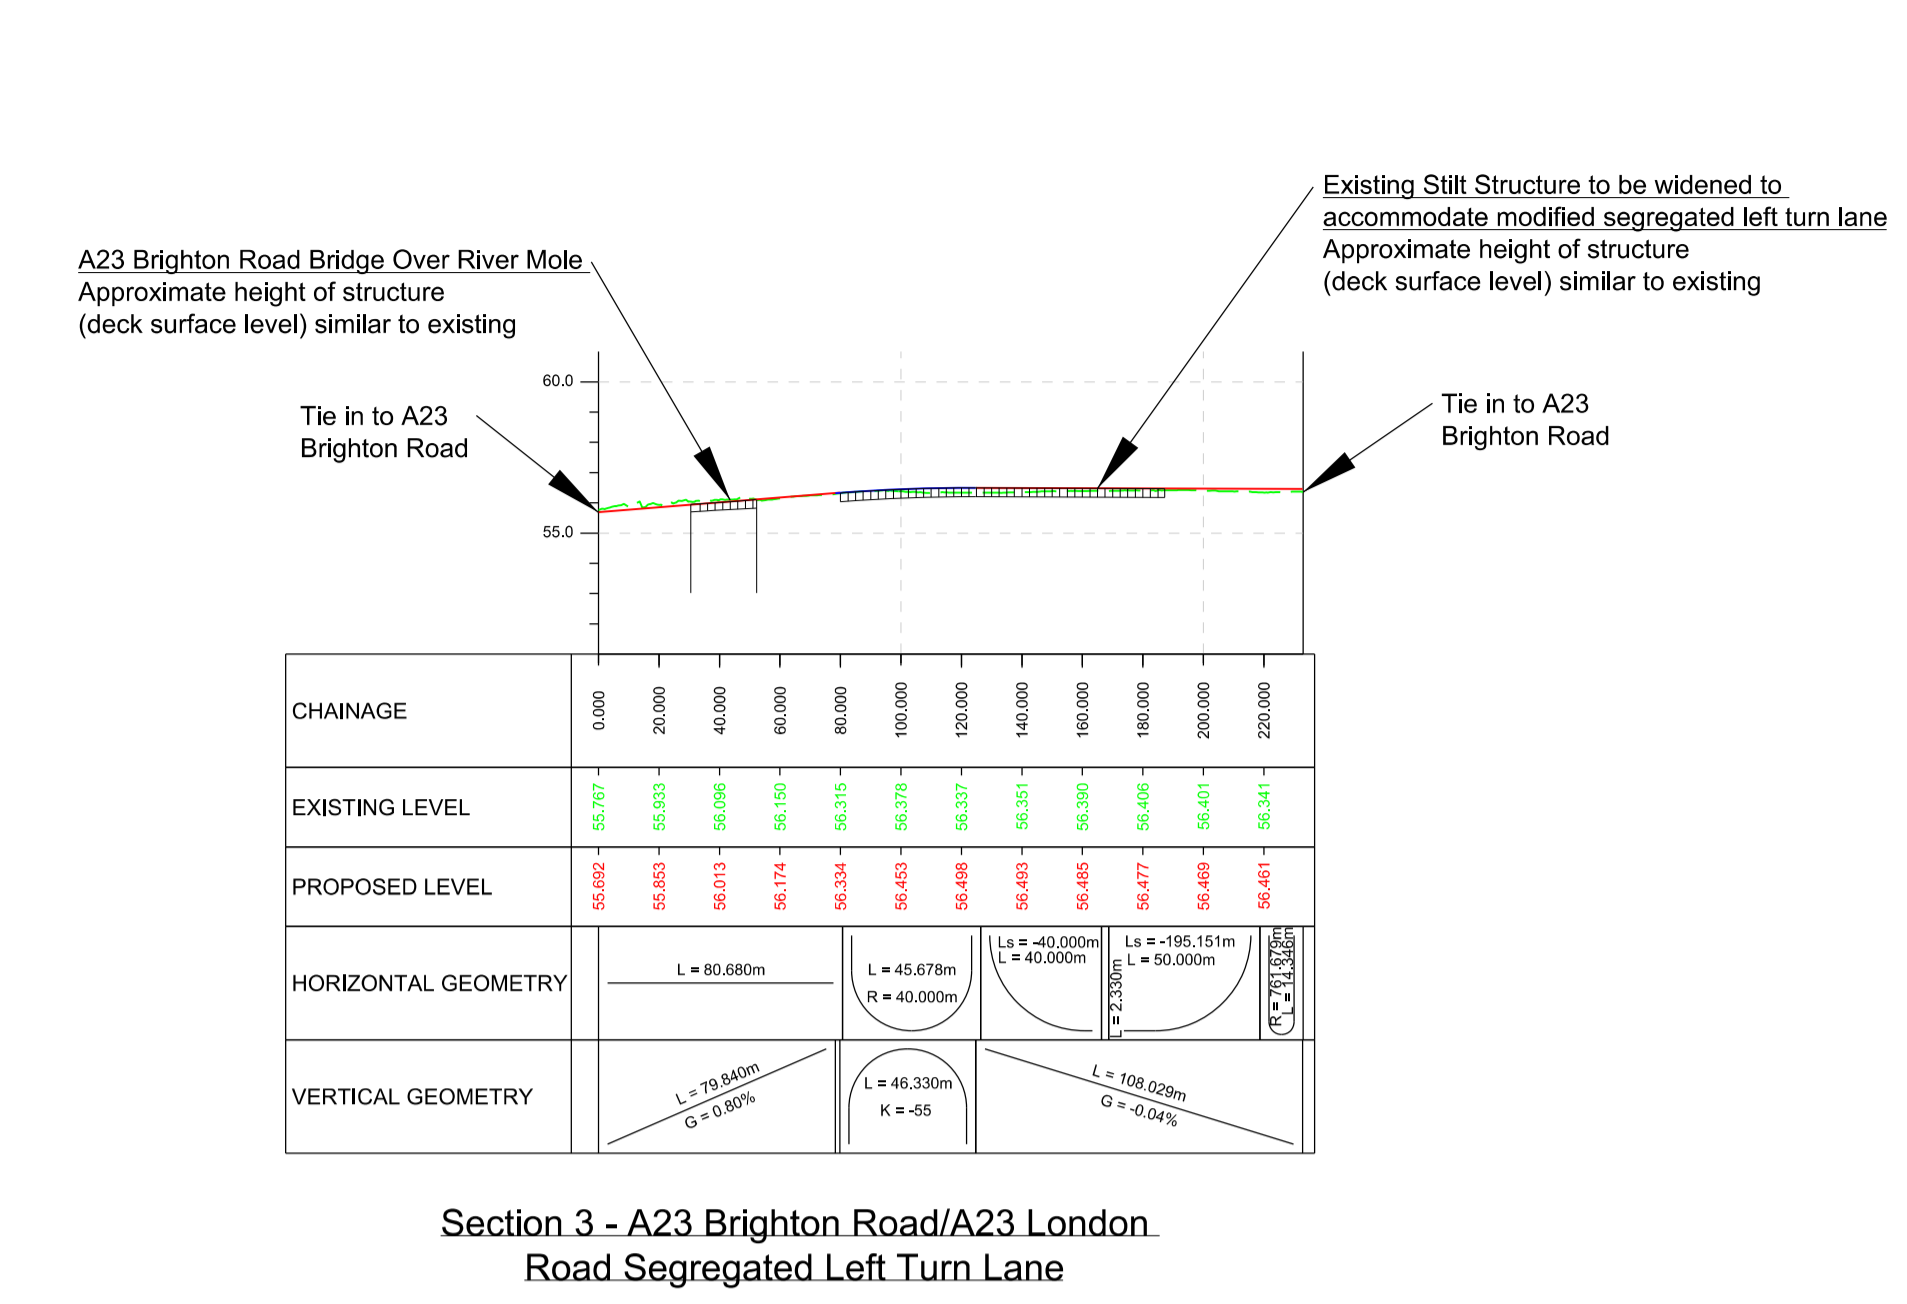 Existing Stilt Structure to be widened to
accommodate modified segregated left turn lane
Approximate height of structure
(deck surface level) similar to existing
A23 Brighton Road Bridge Over River Mole
Approximate height of structure
(deck surface level) similar to existing
60.0
Tie in to A23
Brighton Road
Tie in to A23
Brighton Road
55.0
CHAINAGE
0.000
20.000
40.000
60.000
80.000
100.000
120.000
140.000
160.000
180.000
200.000
220.000
EXISTING LEVEL
55.767
55.933
56.096
56.150
56.315
56.378
56.337
56.351
56.390
56.406
56.401
56.341
PROPOSED LEVEL
55.692
55.853
56.013
56.174
56.334
56.453
56.498
56.493
56.485
56.477
56.469
56.461
HORIZONTAL GEOMETRY
L = 80.680m
L = 45.678m
R = 40.000m
Ls = -40.000m
L = 40.000m
L = 2.330m
Ls = -195.151m
L = 50.000m
R = 761.679m
L = 14.346m
VERTICAL GEOMETRY
L = 79.840m
G = 0.80%
L = 46.330m
K = -55
L = 108.029m
G = -0.04%
Section 3 - A23 Brighton Road/A23 London
Road Segregated Left Turn Lane